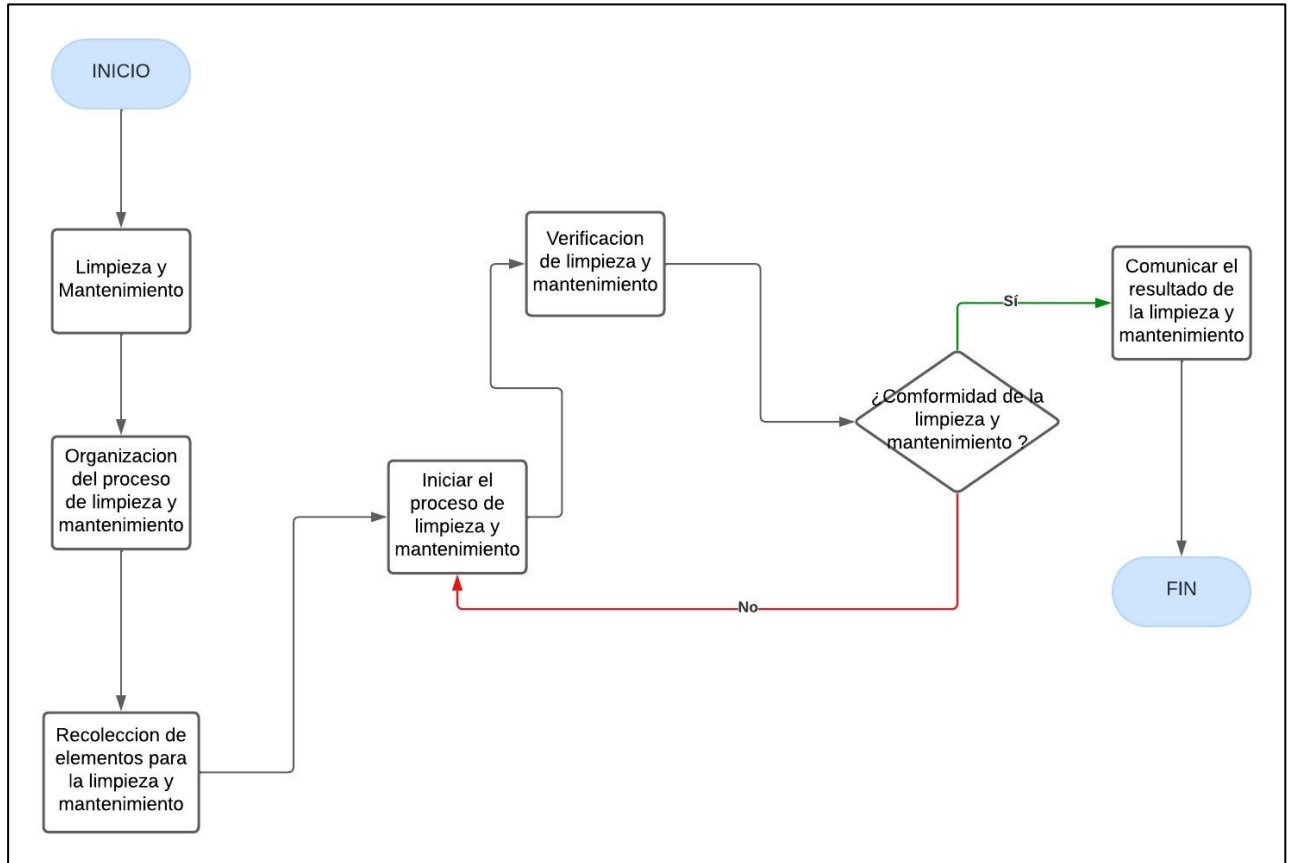 INICIO
Limpieza y
Mantenimiento
Organizacion
del proceso
de limpieza y
mantenimiento
Recoleccion de
elementos para
la limpieza y
mantenimiento
Iniciar el
proceso de
limpieza y
mantenimiento
Verificacion
de limpieza y
mantenimiento
¿Comformidad de la
limpieza y
mantenimiento ?
Sí
No
Comunicar el
resultado de
la limpieza y
mantenimiento
FIN